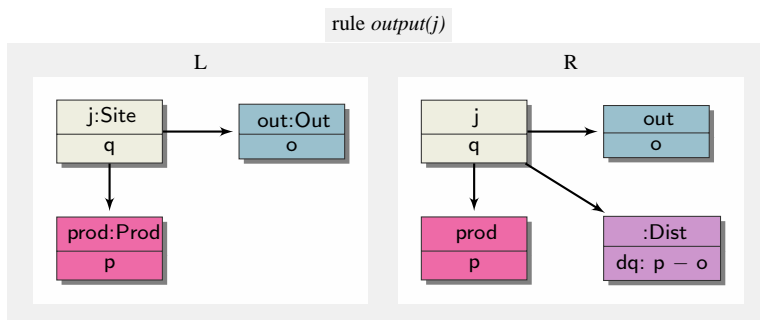 rule output(j)
L
j:Site
q
out:Out
o
prod:Prod
p
R
j
q
out
o
prod
p
:Dist
dq: p − o